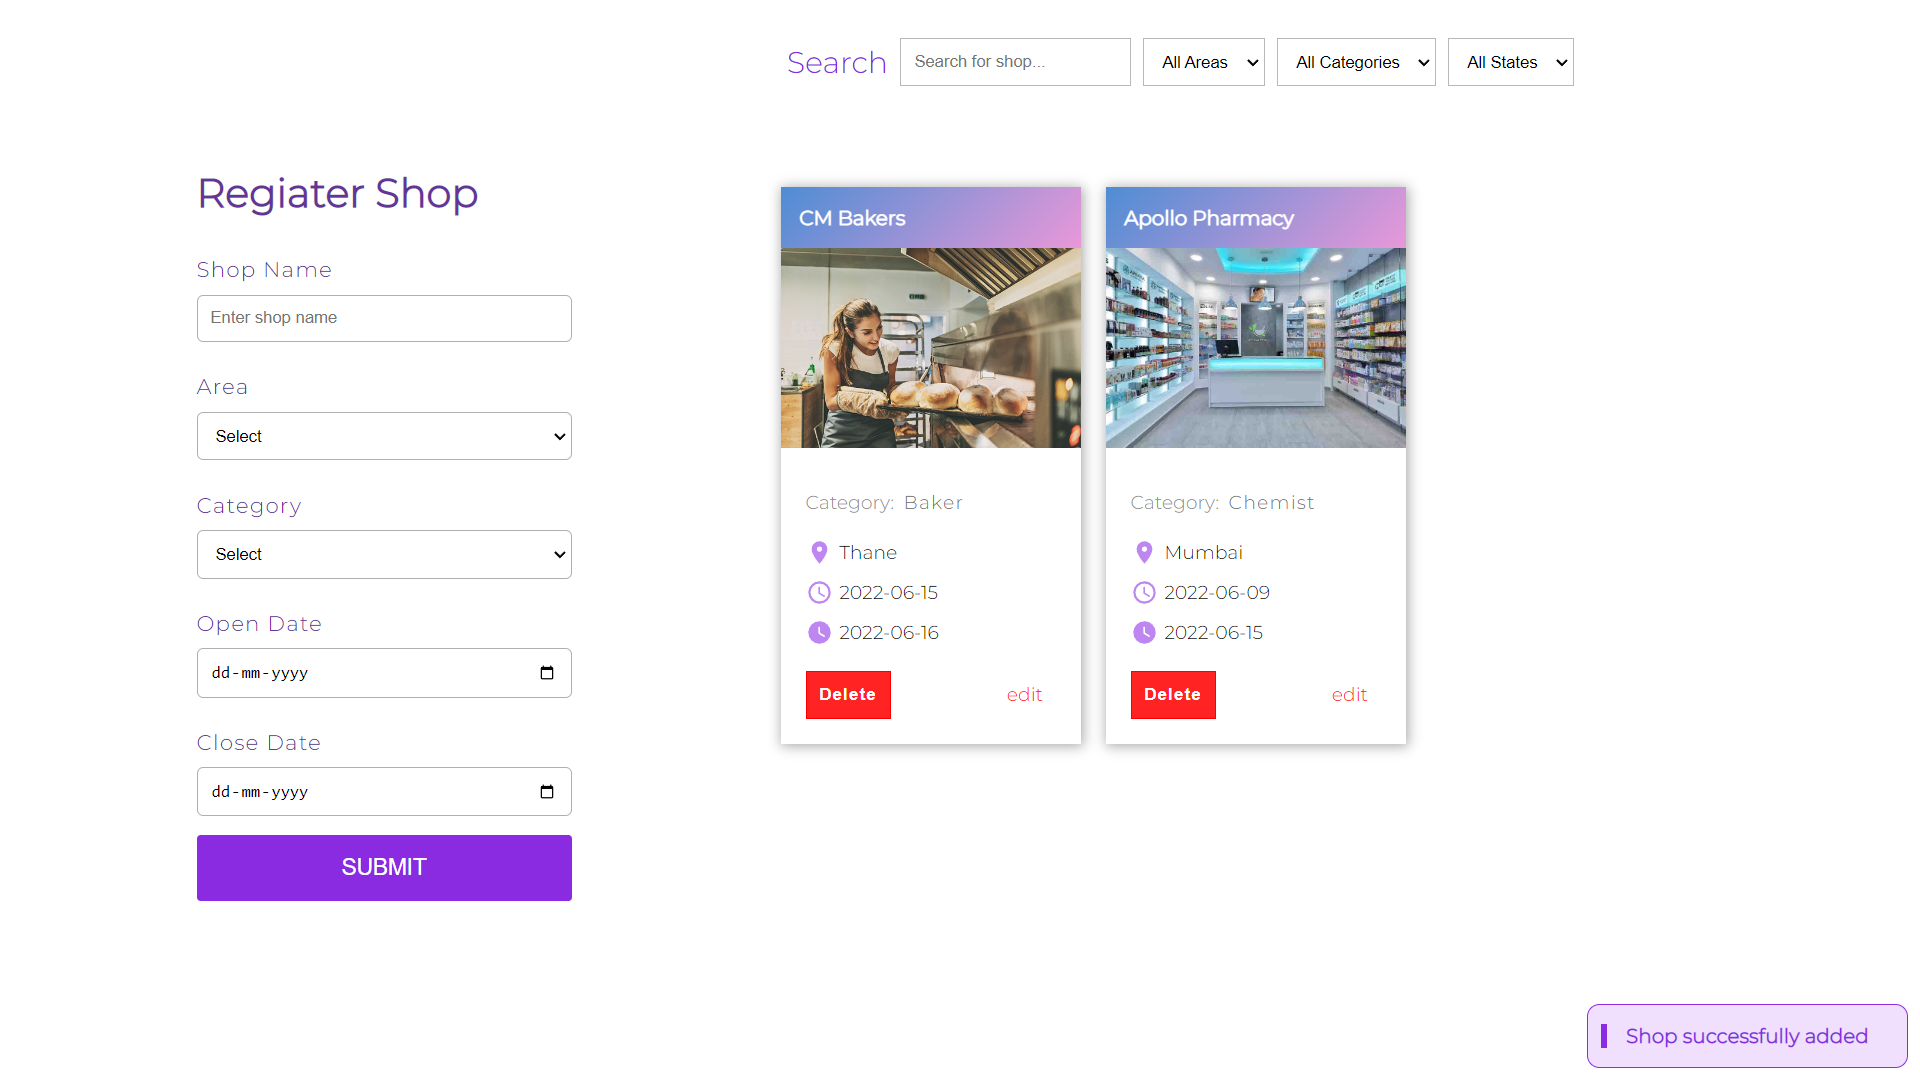 Search
Search for shop...
All Areas
All Categories
All States
Regiater Shop
Shop Name
Enter shop name
Area
Select
Category
Select
Open Date
dd-mm-yyyy
Close Date
dd-mm-yyyy
SUBMIT
CM Bakers
Category: Baker
Thane
2022-06-15
2022-06-16
Delete
edit
Apollo Pharmacy
Category: Chemist
Mumbai
2022-06-09
2022-06-15
Delete
edit
Shop successfully added